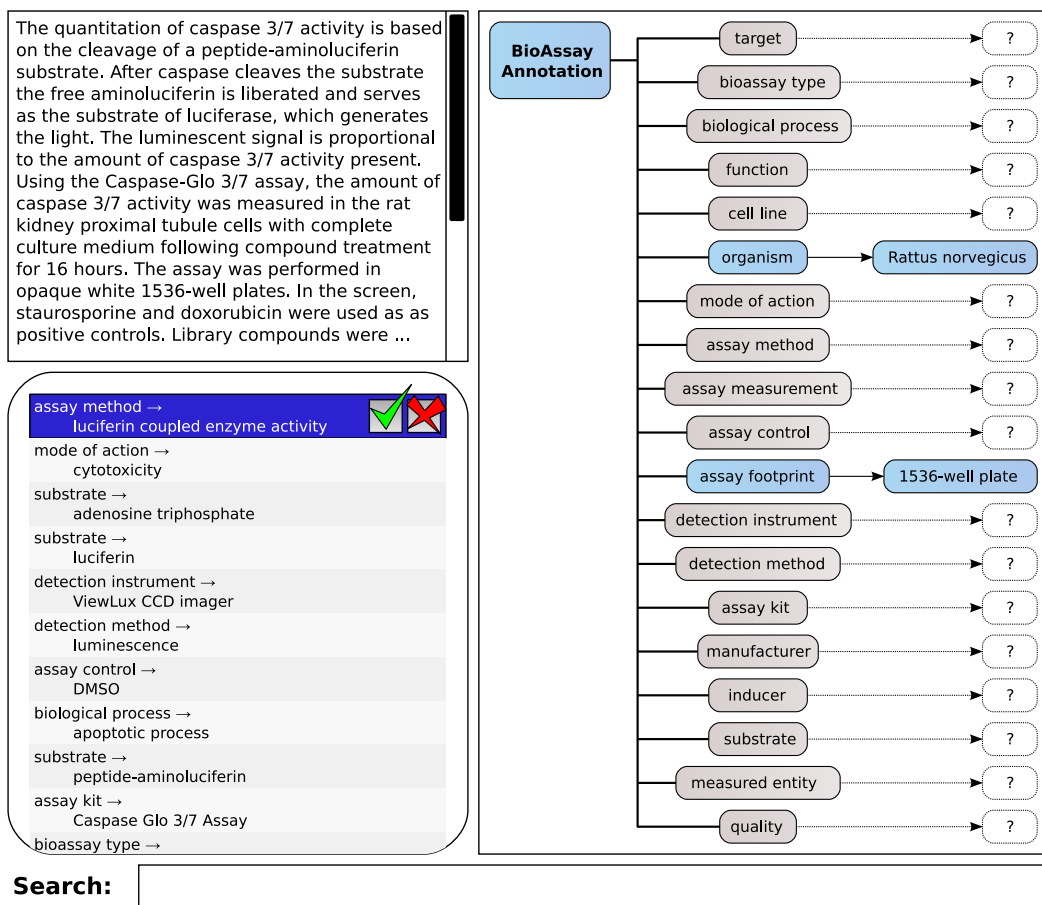 The quantitation of caspase 3/7 activity is based
on the cleavage of a peptide-aminoluciferin
substrate. After caspase cleaves the substrate
the free aminoluciferin is liberated and serves
as the substrate of luciferase, which generates
the light. The luminescent signal is proportional
to the amount of caspase 3/7 activity present.
Using the Caspase-Glo 3/7 assay, the amount of
caspase 3/7 activity was measured in the rat
kidney proximal tubule cells with complete
culture medium following compound treatment
for 16 hours. The assay was performed in
opaque white 1536-well plates. In the screen,
staurosporine and doxorubicin were used as as
positive controls. Library compounds were ...
assay method →
luciferin coupled enzyme activity
mode of action →
cytotoxicity
substrate →
adenosine triphosphate
substrate →
luciferin
detection instrument →
ViewLux CCD imager
detection method →
luminescence
assay control →
DMSO
biological process →
apoptotic process
substrate →
peptide-aminoluciferin
assay kit →
Caspase Glo 3/7 Assay
bioassay type →
BioAssay
Annotation
target ?
bioassay type ?
biological process ?
function ?
cell line ?
organism Rattus norvegicus
mode of action ?
assay method ?
assay measurement ?
assay control ?
assay footprint 1536-well plate
detection instrument ?
detection method ?
assay kit ?
manufacturer ?
inducer ?
substrate ?
measured entity ?
quality ?
Search: